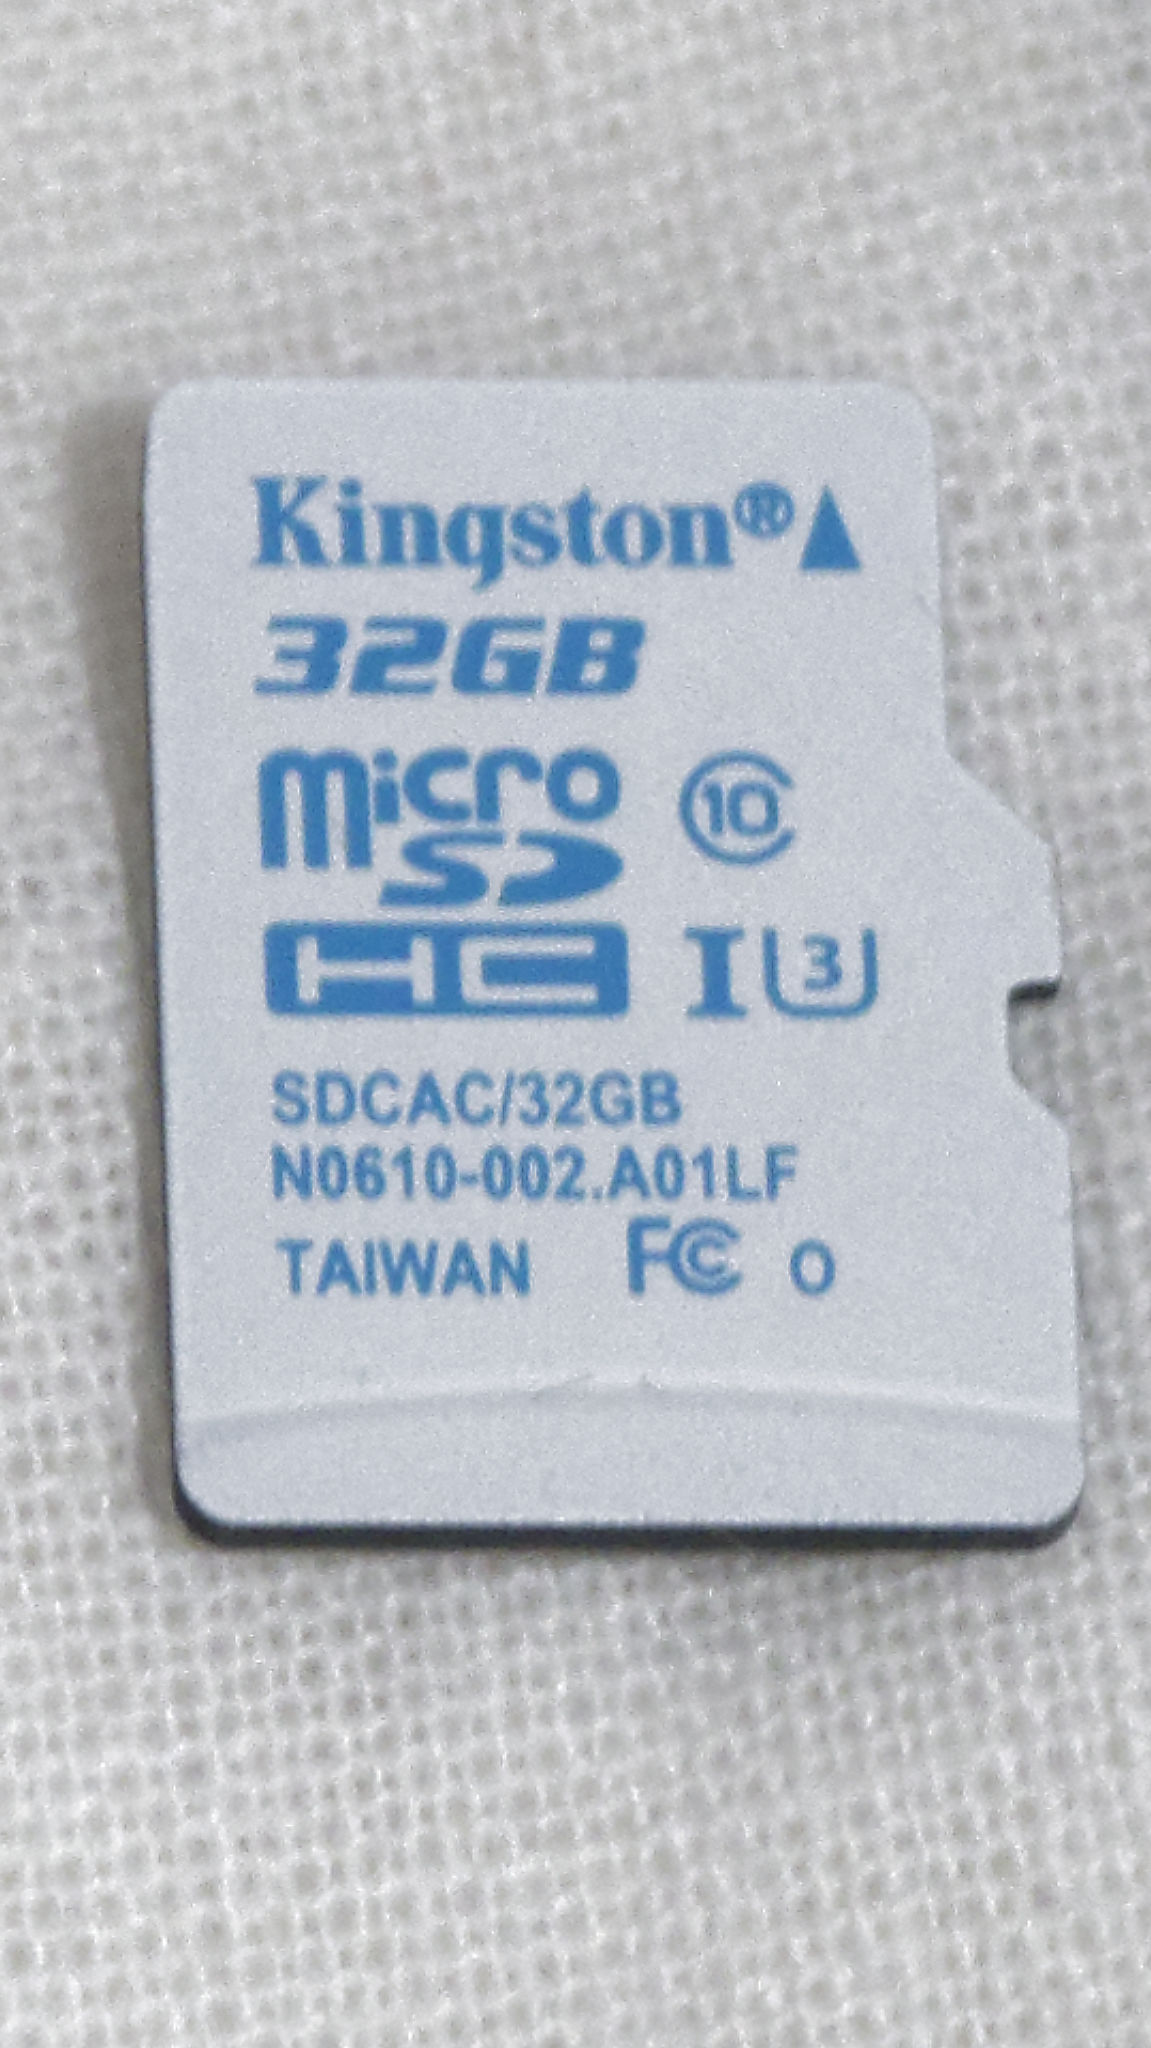 Kingston®
32GB
micro
SD 10
HC I 3
SDCAC/32GB
N0610-002.A01LF
TAIWAN FC O